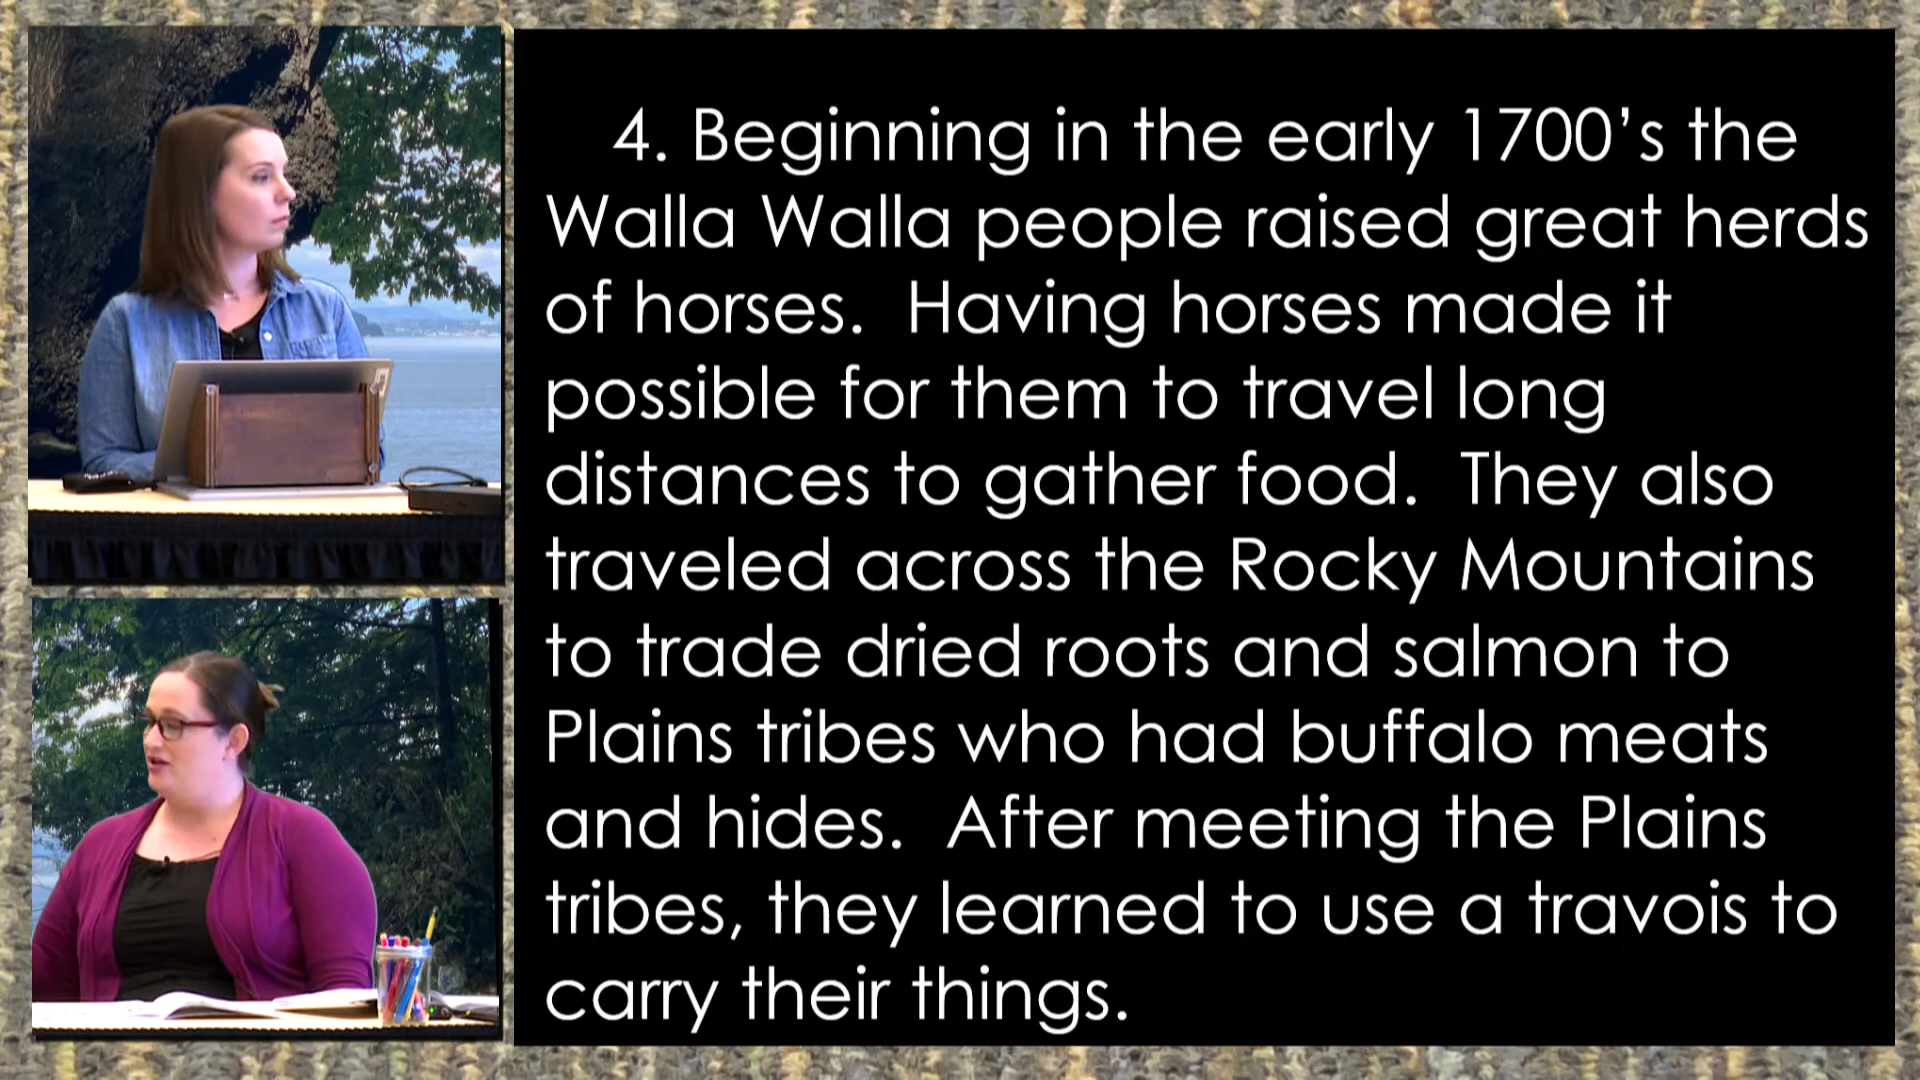 4. Beginning in the early 1700’s the
Walla Walla people raised great herds
of horses.  Having horses made it
possible for them to travel long
distances to gather food.  They also
traveled across the Rocky Mountains
to trade dried roots and salmon to
Plains tribes who had buffalo meats
and hides.  After meeting the Plains
tribes, they learned to use a travois to
carry their things.